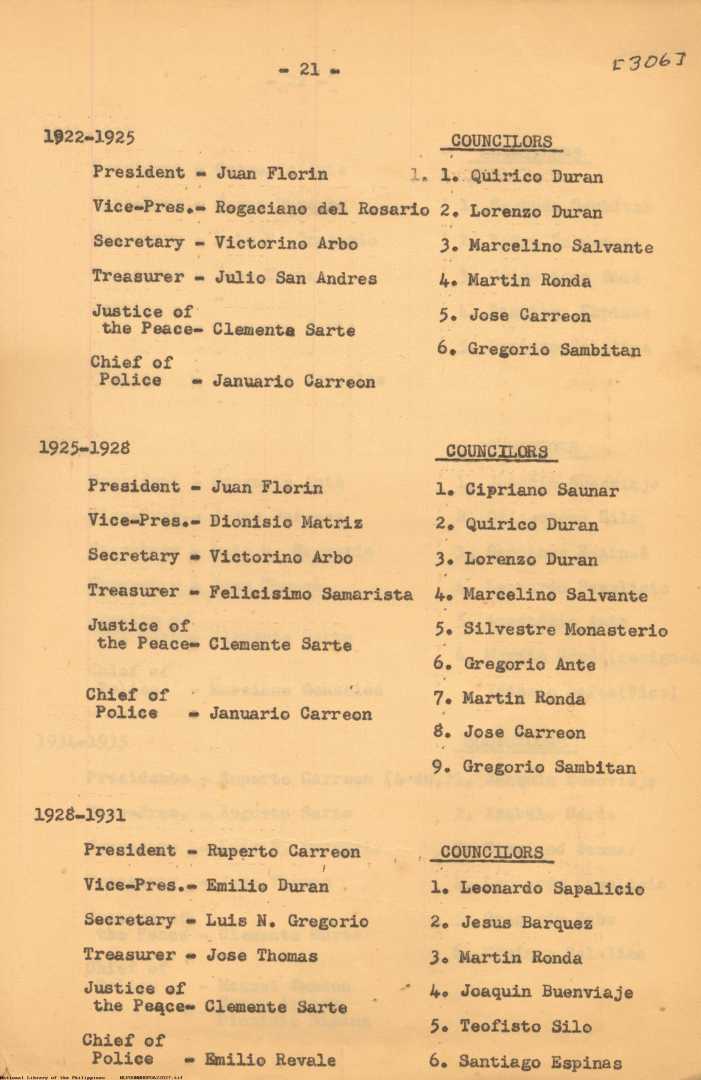 - 21 -
[306]
1922-1925
President - Juan Florin
Vice-Pres.- Rogaciano del Rosario
Secretary - Victorino Arbo
Treasurer - Julio San Andres
Justice of
the Peace- Clemente Sarte
Chief of
Police - Januario Carreon
COUNCILORS
1. 1. Quirico Duran
2. Lorenzo Duran
3. Marcelino Salvante
4. Martin Ronda
5. Jose Carreon
6. Gregorio Sambitan
1925-1928
President - Juan Florin
Vice-Pres.- Dionisio Matriz
Secretary - Victorino Arbo
Treasurer - Felicisimo Samarista
Justice of
the Peace- Clemente Sarte
Chief of
Police - Januario Carreon
COUNCILORS
1. Cipriano Saunar
2. Quirico Duran
3. Lorenzo Duran
4. Marcelino Salvante
5. Silvestre Monasterio
6. Gregorio Ante
7. Martin Ronda
8. Jose Carreon
9. Gregorio Sambitan
1928-1931
President - Ruperto Carreon
Vice-Pres.- Emilio Duran
Secretary - Luis N. Gregorio
Treasurer - Jose Thomas
Justice of
the Peace- Clemente Sarte
Chief of
Police - Emilio Revale
COUNCILORS
1. Leonardo Sapalicio
2. Jesus Barquez
3. Martin Ronda
4. Joaquin Buenviaje
5. Teofisto Silo
6. Santiago Espinas
National Library of the Philippines